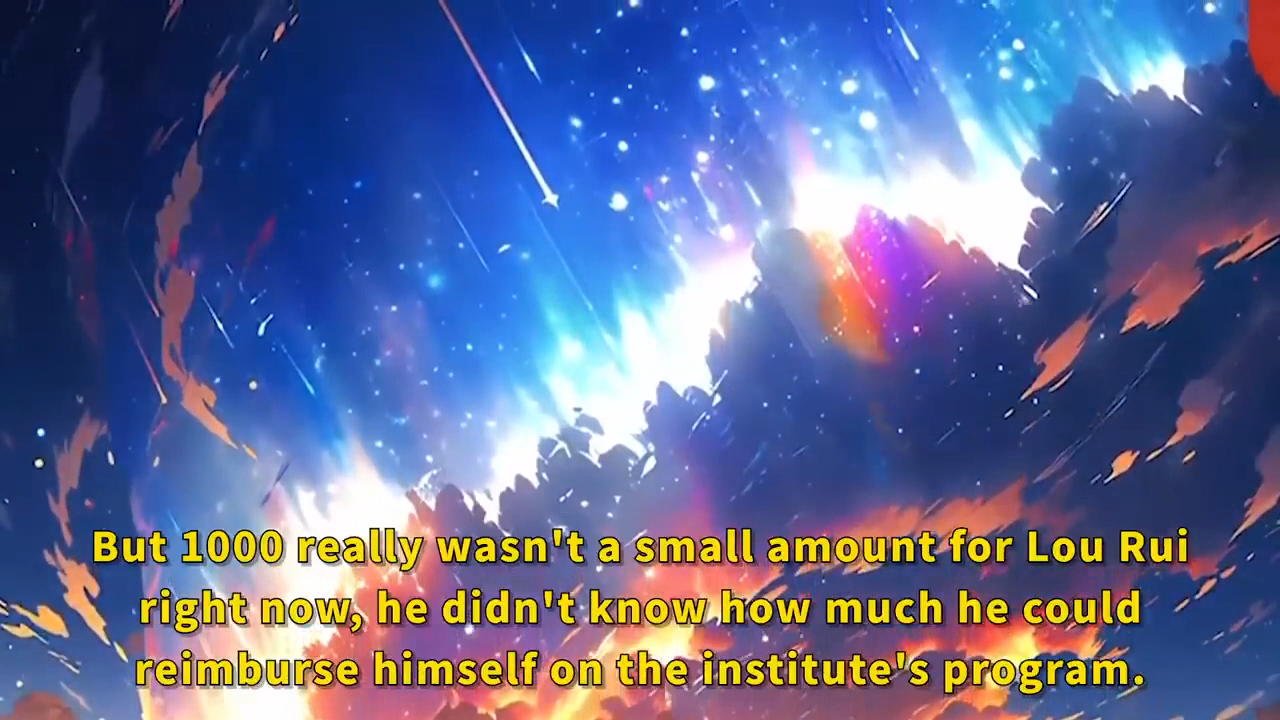 But 1000 really wasn't a small amount for Lou Rui
right now, he didn't know how much he could
reimburse himself on the institute's program.